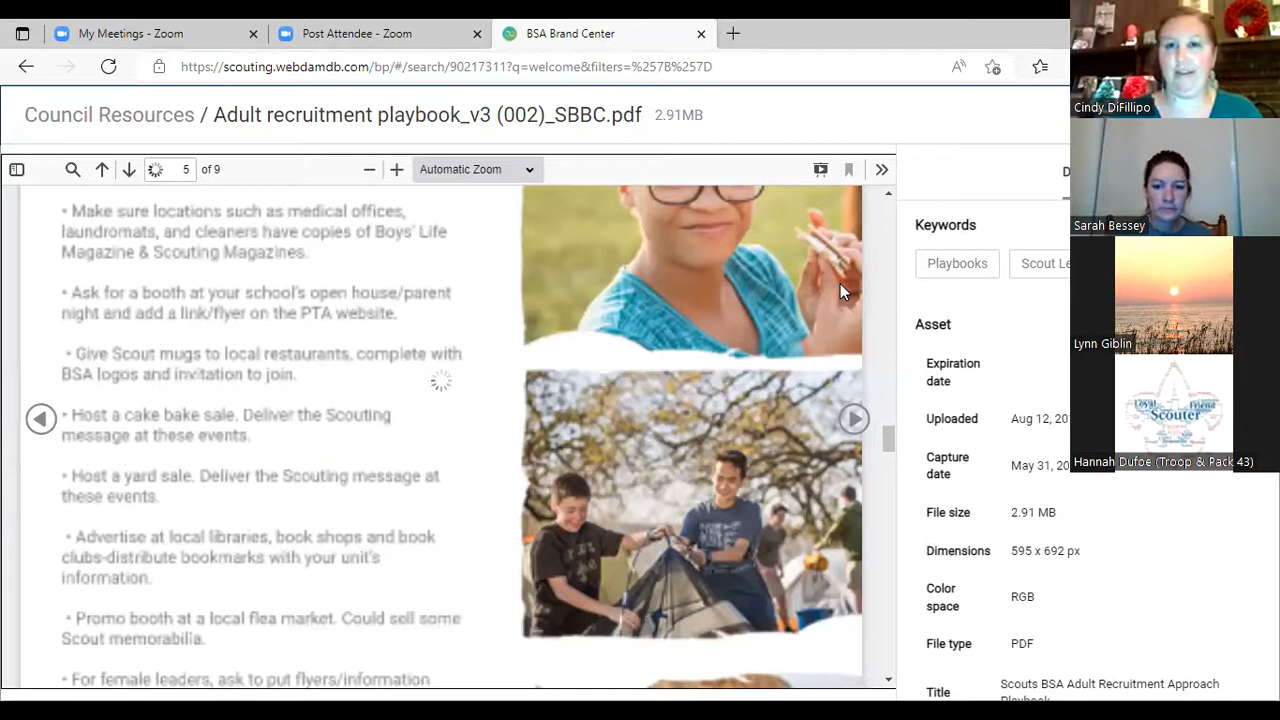 My Meetings - Zoom
Post Attendee - Zoom
BSA Brand Center
https://scouting.webdamdb.com/bp/#/search/90217311?q=welcome&filters=%257B%257D
Council Resources / Adult recruitment playbook_v3 (002)_SBBC.pdf 2.91MB
5 of 9
Automatic Zoom
• Make sure locations such as medical offices,
laundromats, and cleaners have copies of Boys' Life
Magazine & Scouting Magazines.
• Ask for a booth at your school's open house/parent
night and add a link/flyer on the PTA website.
• Give Scout mugs to local restaurants, complete with
BSA logos and invitation to join.
• Host a cake bake sale. Deliver the Scouting
message at these events.
• Host a yard sale. Deliver the Scouting message at
these events.
• Advertise at local libraries, book shops and book
clubs-distribute bookmarks with your unit's
information.
• Promo booth at a local flea market. Could sell some
Scout memorabilia.
• For female leaders, ask to put flyers/information
D
Keywords
Playbooks
Scout Le
Asset
Expiration
date
Uploaded Aug 12, 20
Capture
date
May 31, 20
File size 2.91 MB
Dimensions 595 x 692 px
Color
space
RGB
File type PDF
Title Scouts BSA Adult Recruitment Approach
Playbook
Cindy DiFillipo
Sarah Bessey
Lynn Giblin
Loyal
Friend
Scouter
Hannah Dufoe (Troop & Pack 43)